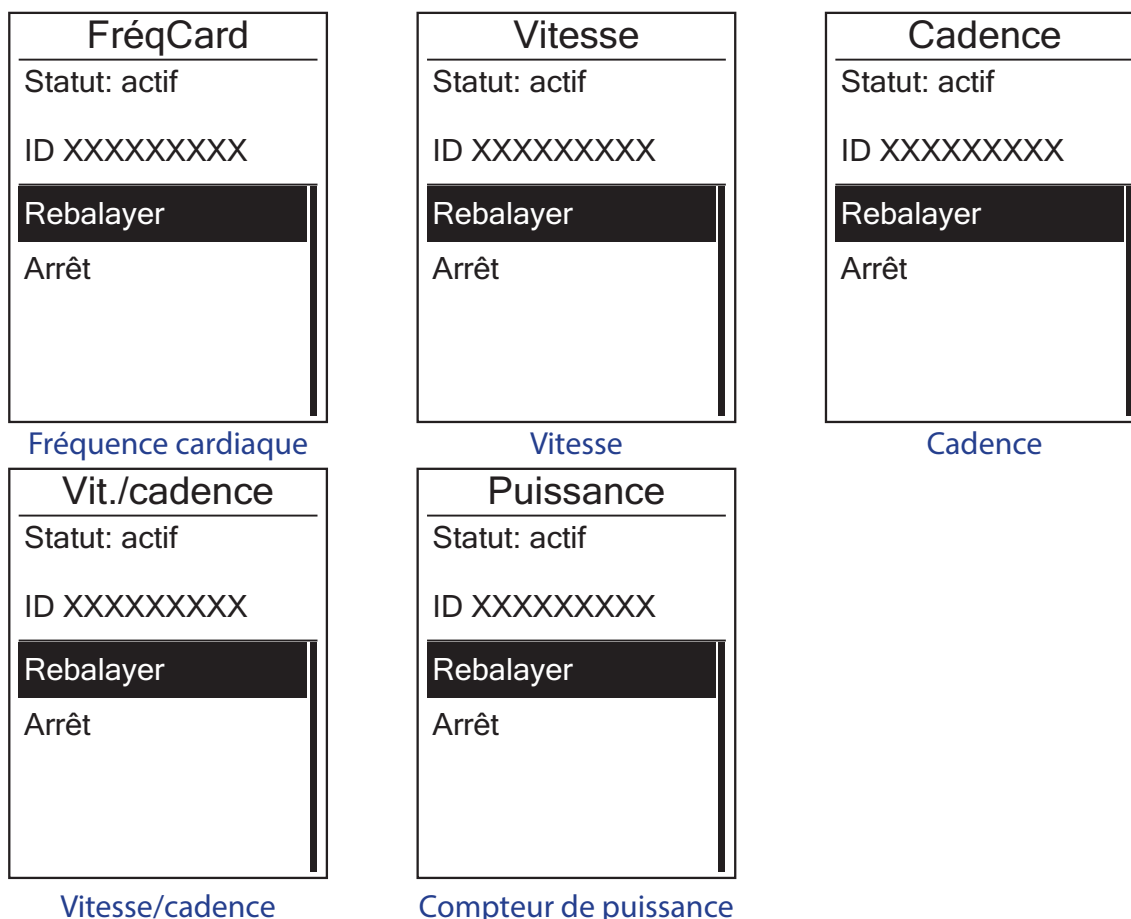 FréqCard
Statut: actif
ID XXXXXXXXX
Rebalayer
Arrêt
Fréquence cardiaque
Vitesse
Statut: actif
ID XXXXXXXXX
Rebalayer
Arrêt
Vitesse
Cadence
Statut: actif
ID XXXXXXXXX
Rebalayer
Arrêt
Cadence
Vit./cadence
Statut: actif
ID XXXXXXXXX
Rebalayer
Arrêt
Vitesse/cadence
Puissance
Statut: actif
ID XXXXXXXXX
Rebalayer
Arrêt
Compteur de puissance